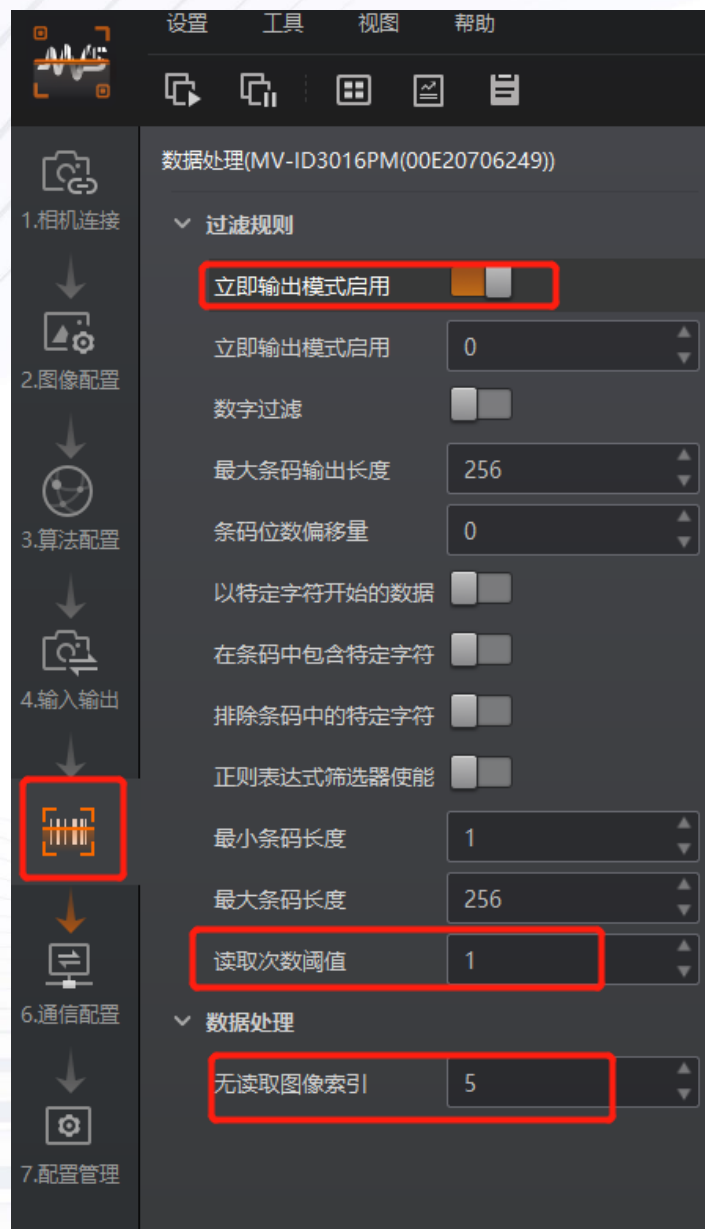 设置 工具 视图 帮助
数据处理(MV-ID3016PM(00E20706249))
1.相机连接
过滤规则
立即输出模式启用
立即输出模式启用 0
2.图像配置
数字过滤
最大条码输出长度 256
3.算法配置
条码位数偏移量 0
以特定字符开始的数据
在条码中包含特定字符
4.输入输出
排除条码中的特定字符
正则表达式筛选器使能
最小条码长度 1
最大条码长度 256
读取次数阈值 1
6.通信配置
数据处理
无读取图像索引 5
7.配置管理